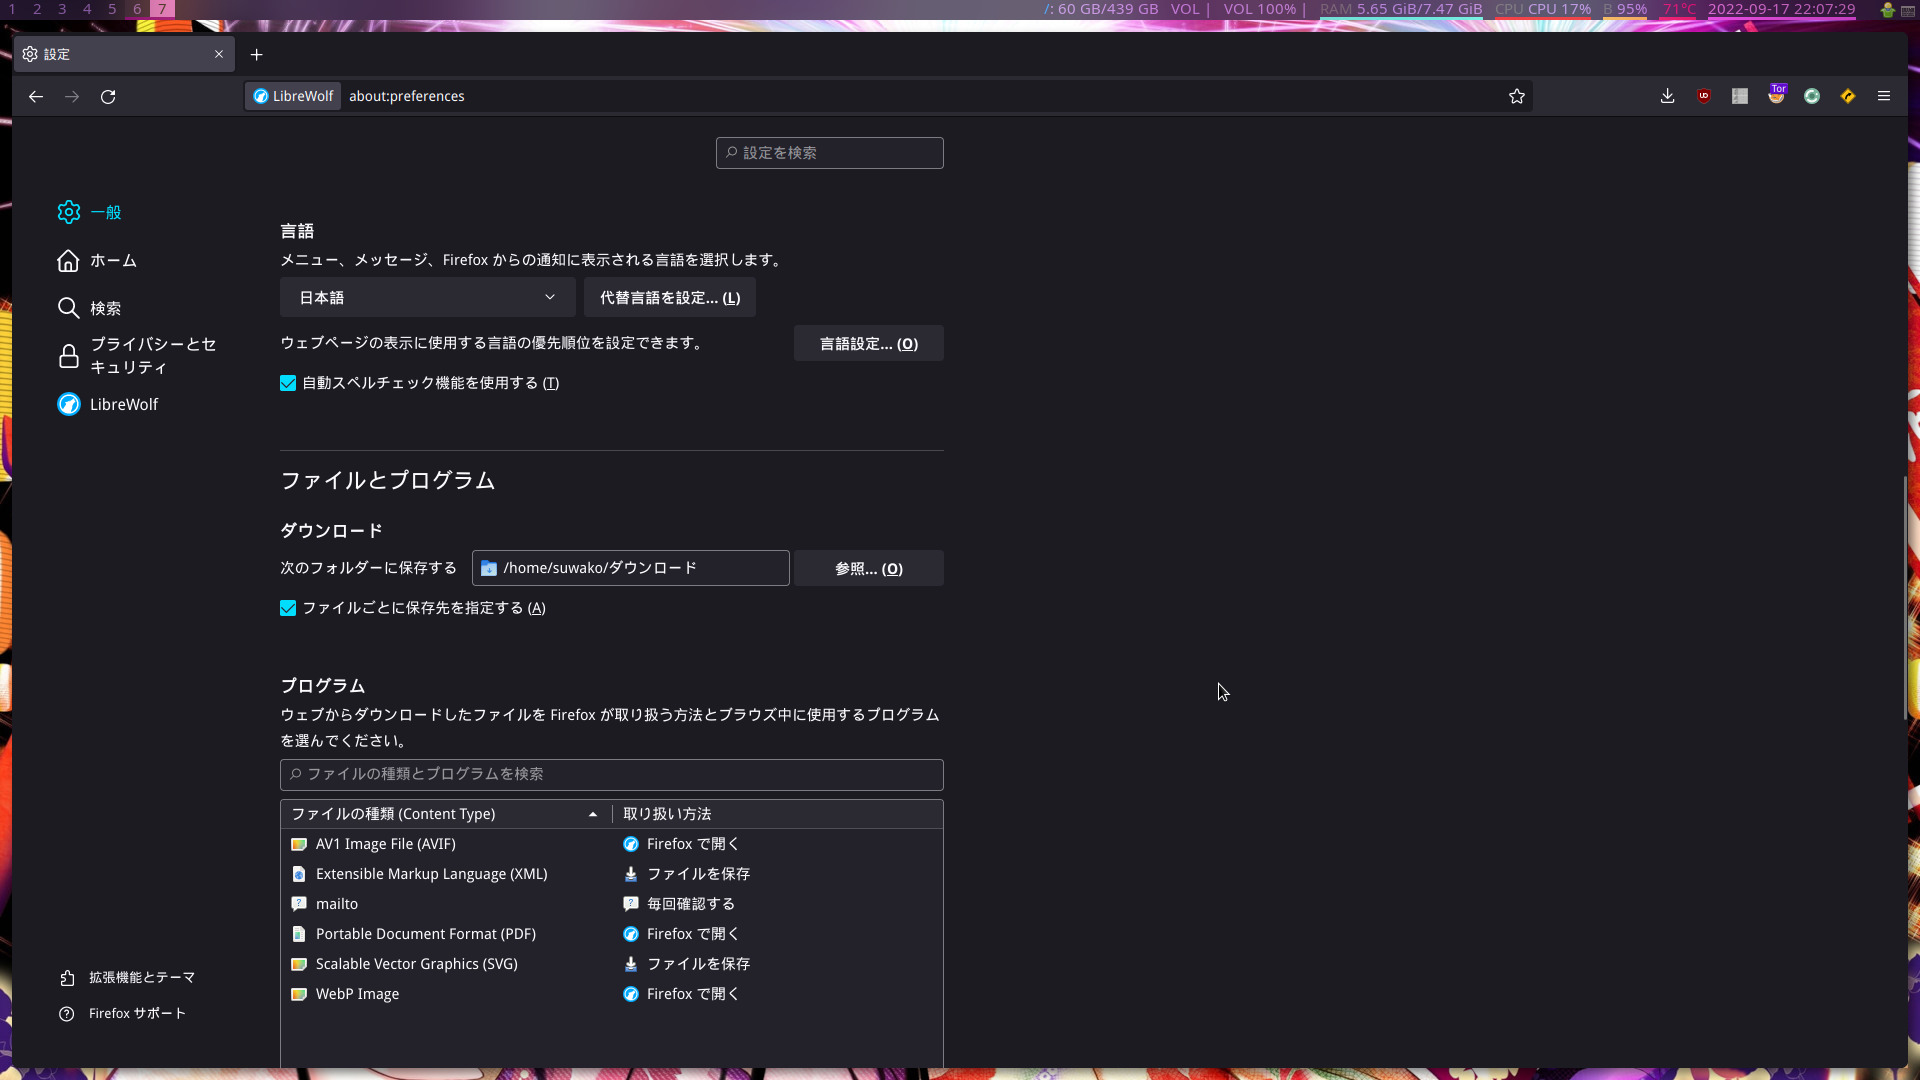 1 2 3 4 5 6 7
/: 60 GB/439 GB VOL | VOL 100% | RAM 5.65 GiB/7.47 GiB CPU CPU 17% B 95% 71°C 2022-09-17 22:07:29
設定
LibreWolf about:preferences
Tor
設定を検索
一般
ホーム
検索
プライバシーとセ
キュリティ
LibreWolf
言語
メニュー、メッセージ、Firefox からの通知に表示される言語を選択します。
日本語
代替言語を設定... (L)
ウェブページの表示に使用する言語の優先順位を設定できます。
言語設定... (O)
自動スペルチェック機能を使用する (T)
ファイルとプログラム
ダウンロード
次のフォルダーに保存する
/home/suwako/ダウンロード
参照... (O)
ファイルごとに保存先を指定する (A)
プログラム
ウェブからダウンロードしたファイルを Firefox が取り扱う方法とブラウズ中に使用するプログラム
を選んでください。
ファイルの種類とプログラムを検索
ファイルの種類 (Content Type) 取り扱い方法
AV1 Image File (AVIF) Firefox で開く
Extensible Markup Language (XML) ファイルを保存
mailto 毎回確認する
Portable Document Format (PDF) Firefox で開く
Scalable Vector Graphics (SVG) ファイルを保存
WebP Image Firefox で開く
拡張機能とテーマ
Firefox サポート